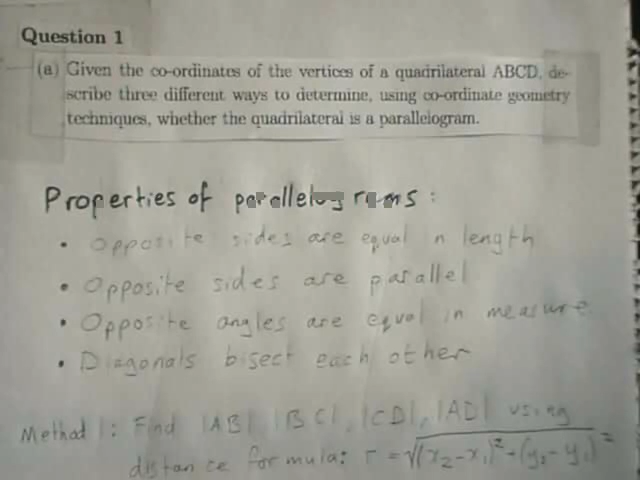 Question 1
(a) Given the co-ordinates of the vertices of a quadrilateral ABCD, de-
scribe three different ways to determine, using co-ordinate geometry
techniques, whether the quadrilateral is a parallelogram.
Properties of parallelograms:
• Opposite sides are equal n length
• Opposite sides are parallel
• Opposite angles are equal in measure
• Diagonals bisect each other
Method 1: Find |AB|, |BC|, |CD|, |AD| using
distance formula: r = √(x₂-x₁)²+(y₂-y₁)²